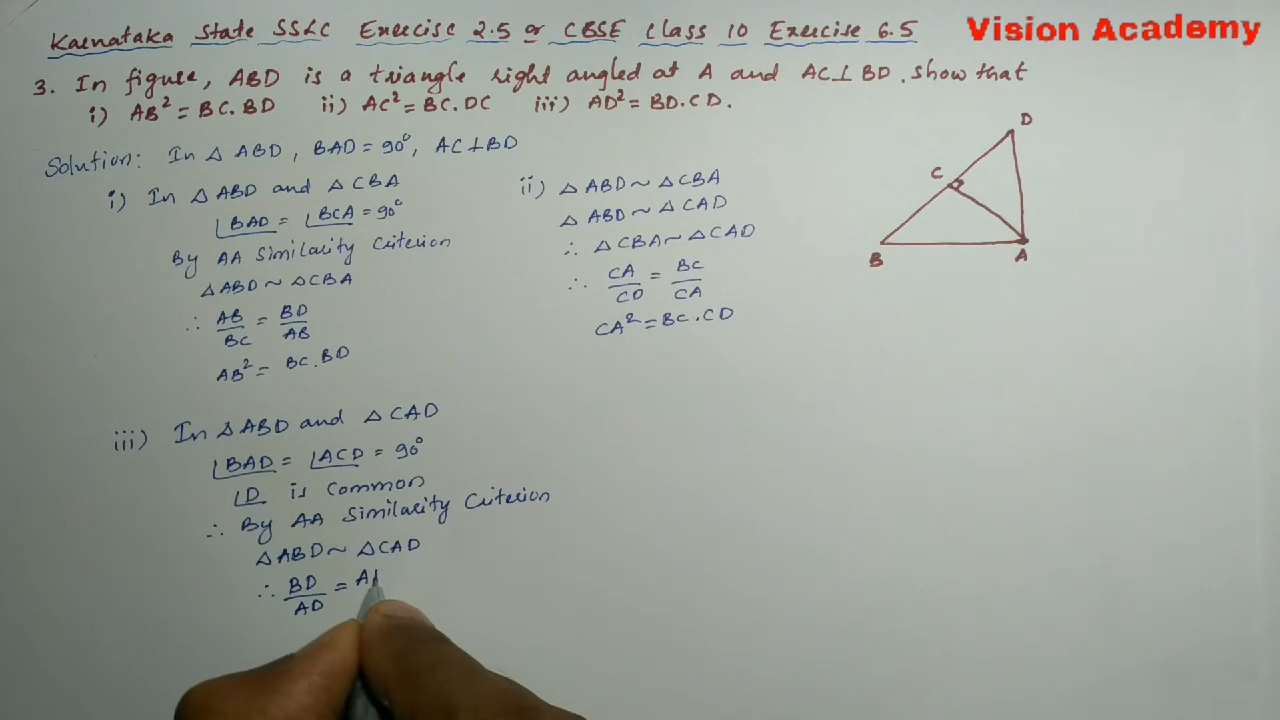 Karnataka State SSLC Exercise 2.5 or CBSE Class 10 Exercise 6.5
Vision Academy
3. In figure, ABD is a triangle right angled at A and AC⊥BD. Show that
i) AB² = BC.BD ii) AC² = BC.DC iii) AD² = BD.CD.
Solution: In △ ABD, BAD = 90°, AC⊥BD
i) In △ ABD and △ CBA
∠BAD = ∠BCA = 90°
By AA Similarity Criterion
△ABD ~ △CBA
∴ AB/BC = BD/AB
AB² = BC.BD
ii) △ ABD ~ △CBA
△ ABD ~ △ CAD
∴ △CBA ~ △CAD
∴ CA/CD = BC/CA
CA² = BC.CD
iii) In △ABD and △CAD
∠BAD = ∠ACD = 90°
∠D is Common
∴ By AA Similarity Criterion
△ABD ~ △CAD
∴ BD/AD = A
D
C
B
A